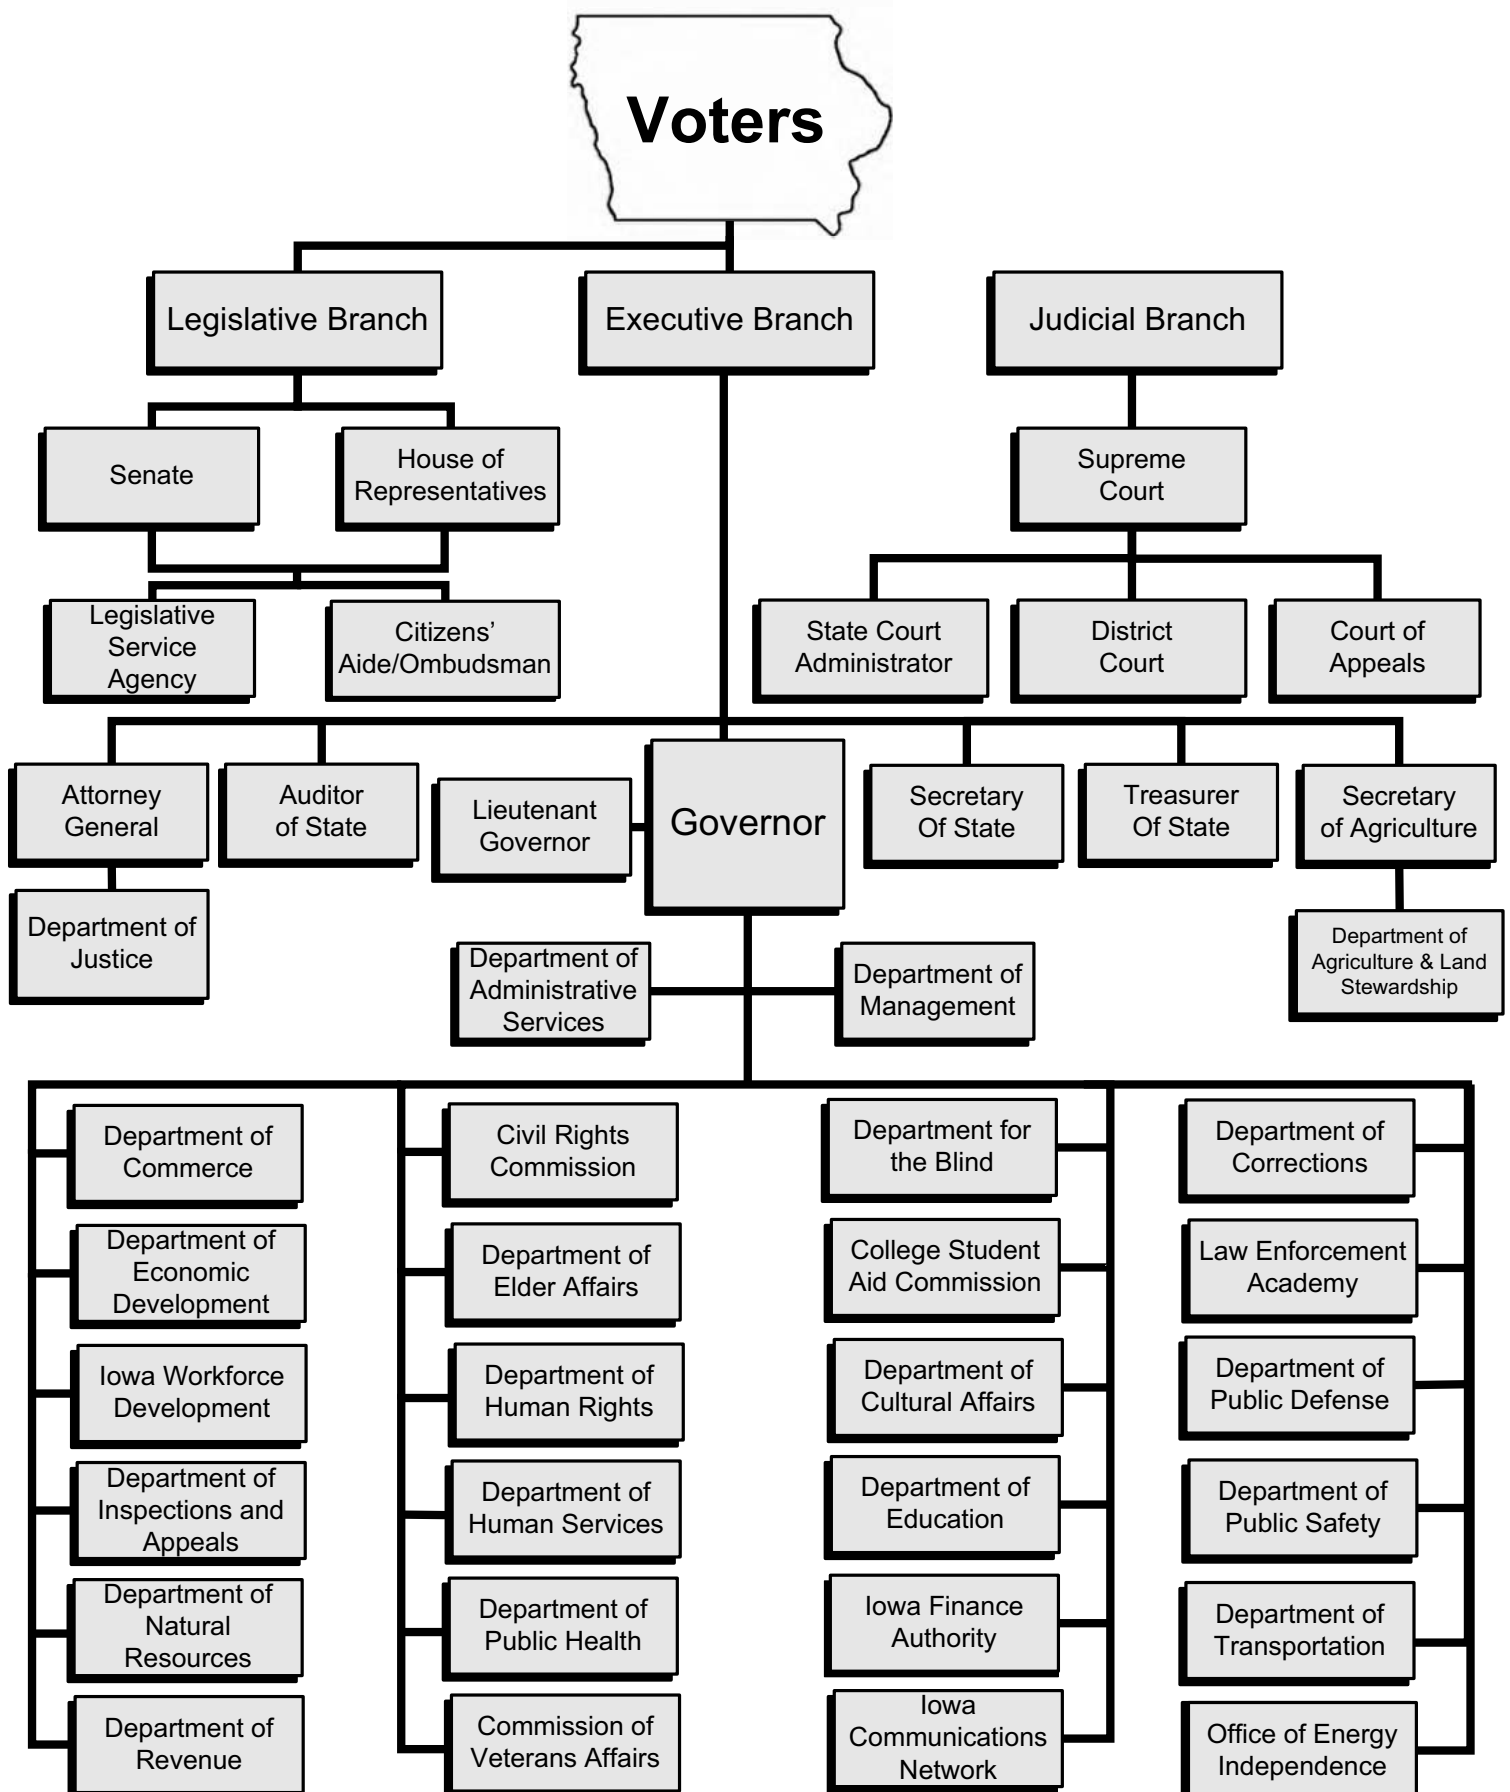 Voters
Legislative Branch
Executive Branch
Judicial Branch
Senate
House of
Representatives
Supreme
Court
Legislative
Service
Agency
Citizens’
Aide/Ombudsman
State Court
Administrator
District
Court
Court of
Appeals
Attorney
General
Auditor
of State
Lieutenant
Governor
Governor
Secretary
Of State
Treasurer
Of State
Secretary
of Agriculture
Department of
Justice
Department of
Administrative
Services
Department of
Management
Department of
Agriculture & Land
Stewardship
Department of
Commerce
Department of
Economic
Development
Iowa Workforce
Development
Department of
Inspections and
Appeals
Department of
Natural
Resources
Department of
Revenue
Civil Rights
Commission
Department of
Elder Affairs
Department of
Human Rights
Department of
Human Services
Department of
Public Health
Commission of
Veterans Affairs
Department for
the Blind
College Student
Aid Commission
Department of
Cultural Affairs
Department of
Education
Iowa Finance
Authority
Iowa
Communications
Network
Department of
Corrections
Law Enforcement
Academy
Department of
Public Defense
Department of
Public Safety
Department of
Transportation
Office of Energy
Independence